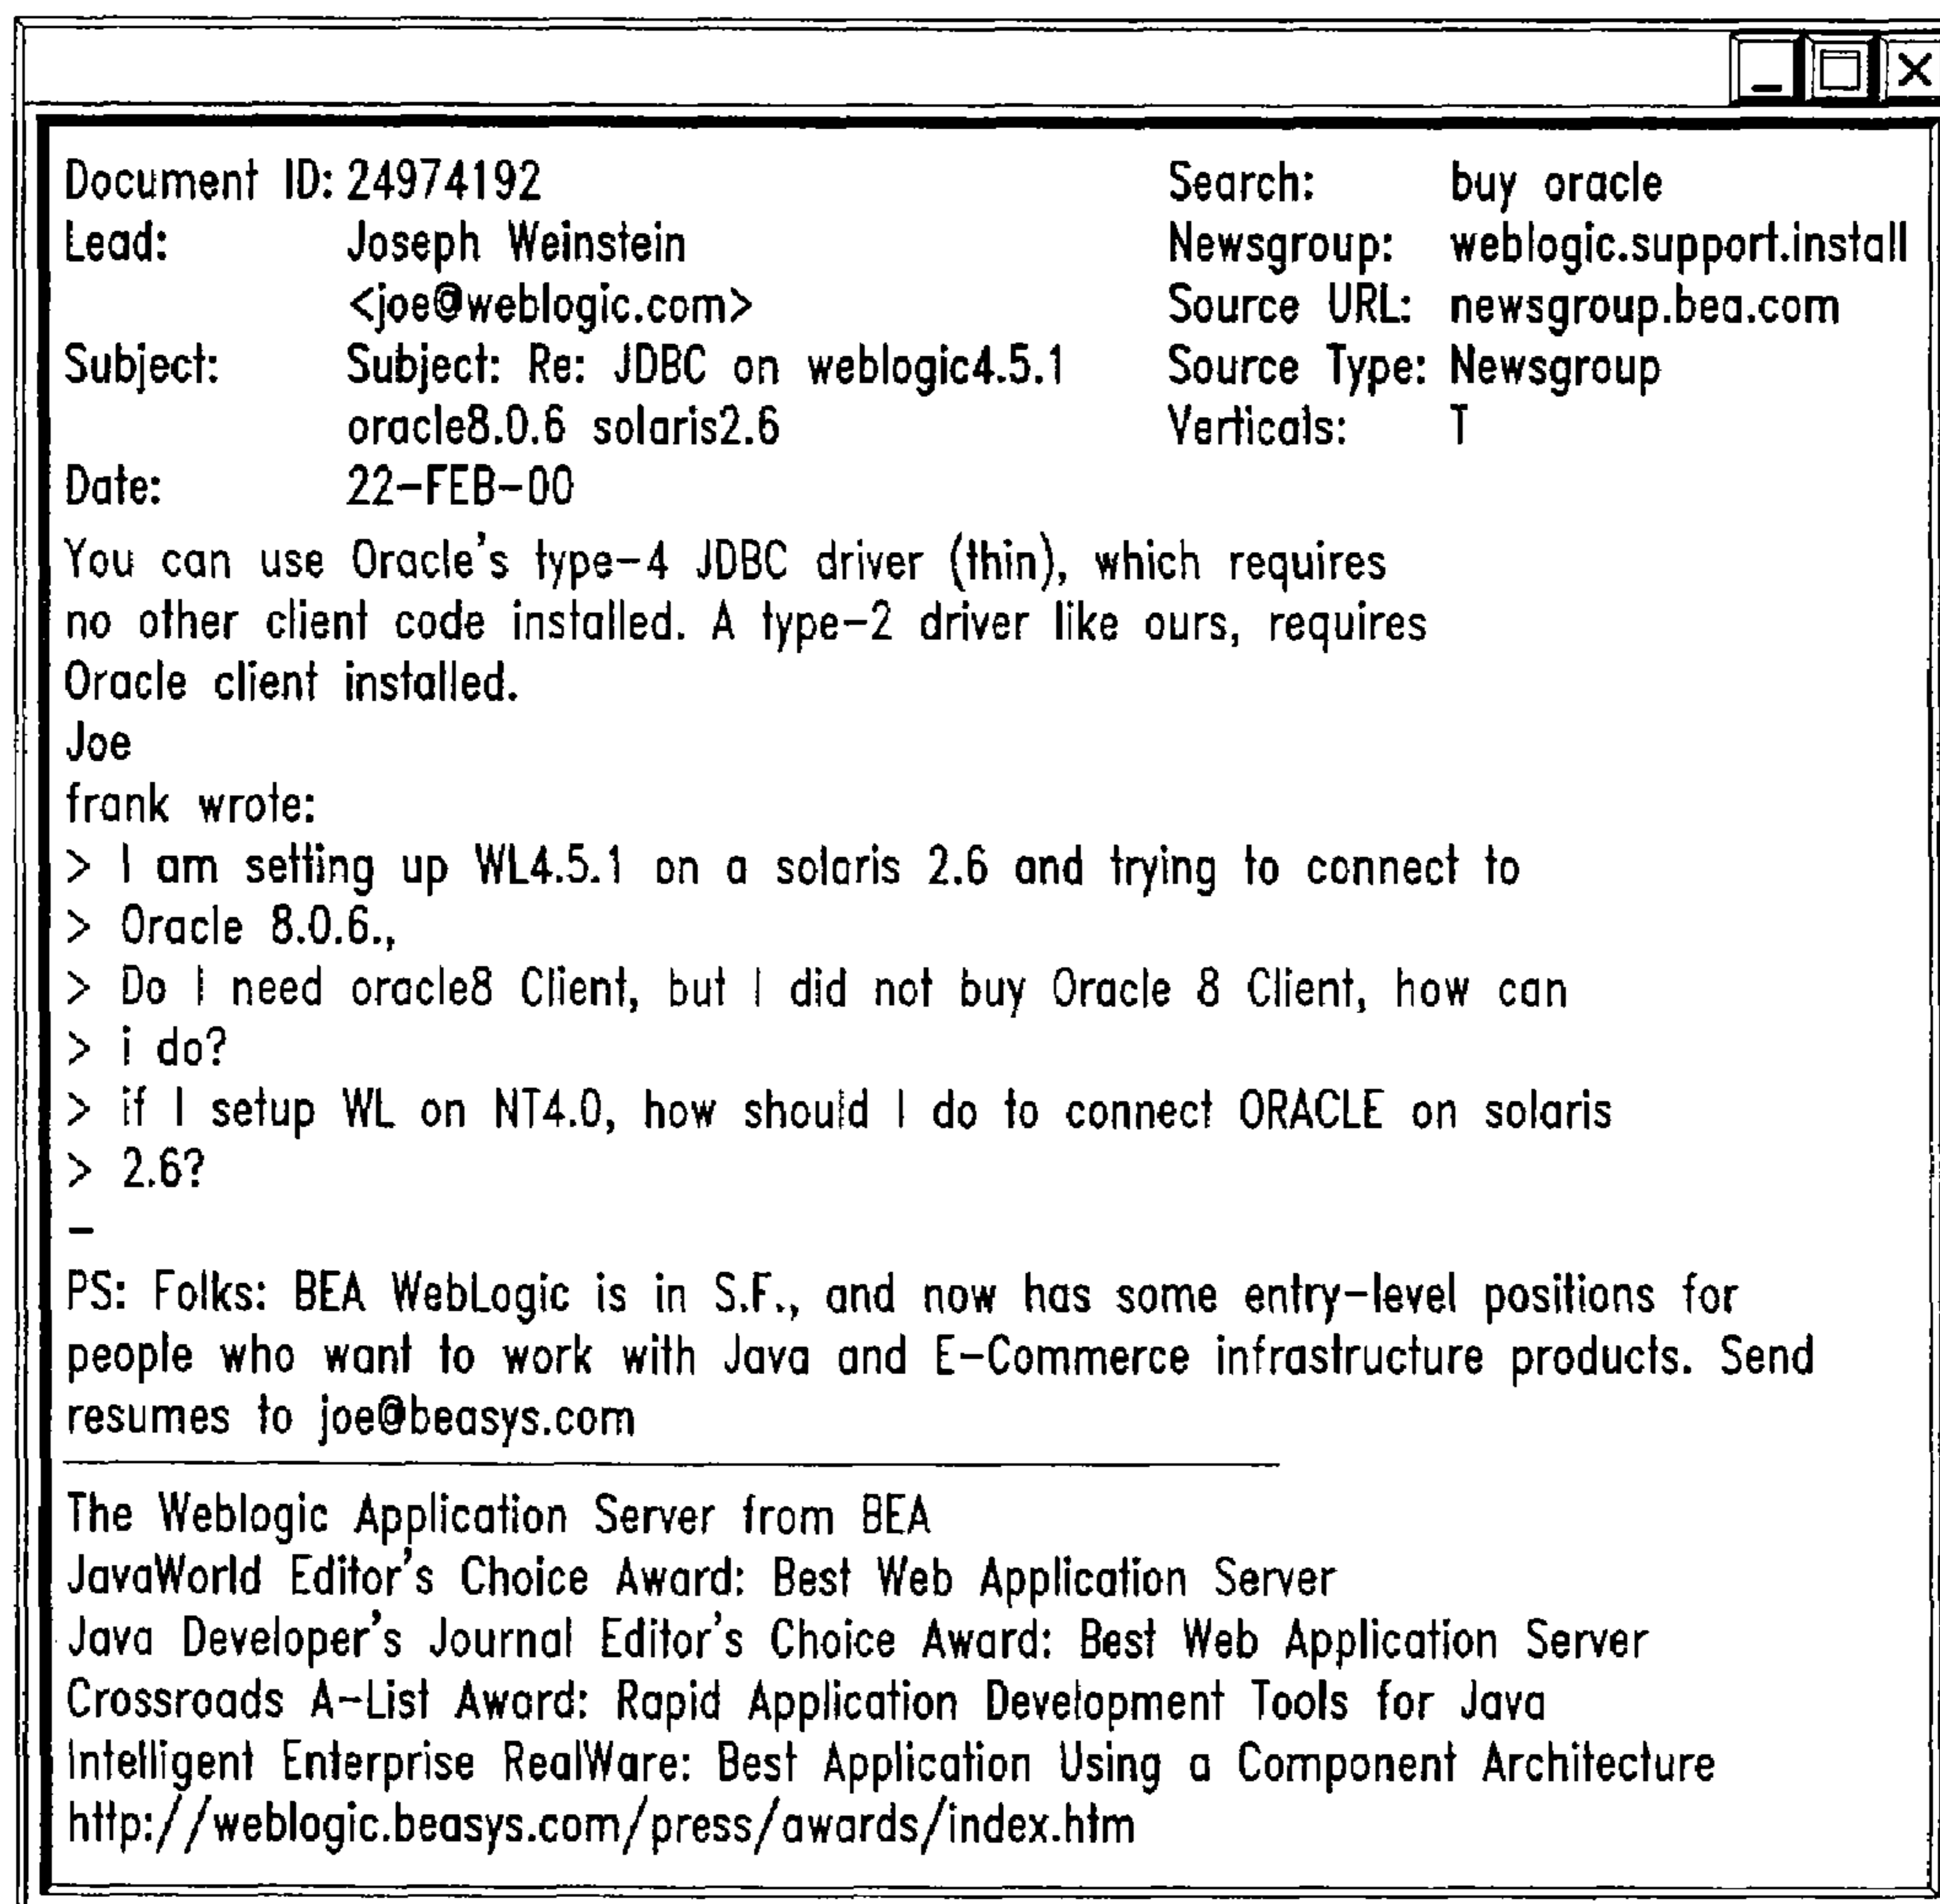 Document ID: 24974192 Search: buy oracle
Lead: Joseph Weinstein Newsgroup: weblogic.support.install
<joe@weblogic.com> Source URL: newsgroup.bea.com
Subject: Subject: Re: JDBC on weblogic4.5.1 Source Type: Newsgroup
oracle8.0.6 solaris2.6 Verticals: T
Date: 22-FEB-00
You can use Oracle's type-4 JDBC driver (thin), which requires
no other client code installed. A type-2 driver like ours, requires
Oracle client installed.
Joe
frank wrote:
> I am setting up WL4.5.1 on a solaris 2.6 and trying to connect to
> Oracle 8.0.6.,
> Do I need oracle8 Client, but I did not buy Oracle 8 Client, how can
> i do?
> if I setup WL on NT4.0, how should I do to connect ORACLE on solaris
> 2.6?
–
PS: Folks: BEA WebLogic is in S.F., and now has some entry-level positions for
people who want to work with Java and E-Commerce infrastructure products. Send
resumes to joe@beasys.com
The Weblogic Application Server from BEA
JavaWorld Editor's Choice Award: Best Web Application Server
Java Developer's Journal Editor's Choice Award: Best Web Application Server
Crossroads A-List Award: Rapid Application Development Tools for Java
Intelligent Enterprise RealWare: Best Application Using a Component Architecture
http://weblogic.beasys.com/press/awards/index.htm